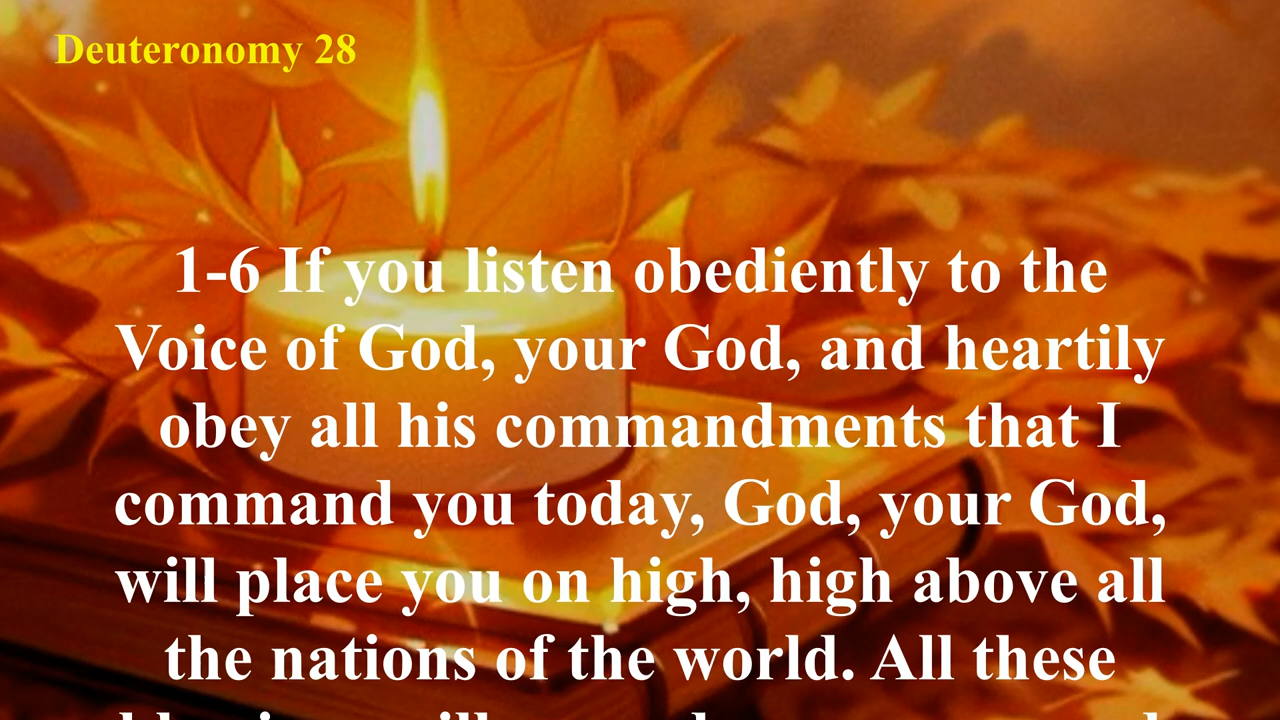 Deuteronomy 28
1-6 If you listen obediently to the
Voice of God, your God, and heartily
obey all his commandments that I
command you today, God, your God,
will place you on high, high above all
the nations of the world. All these